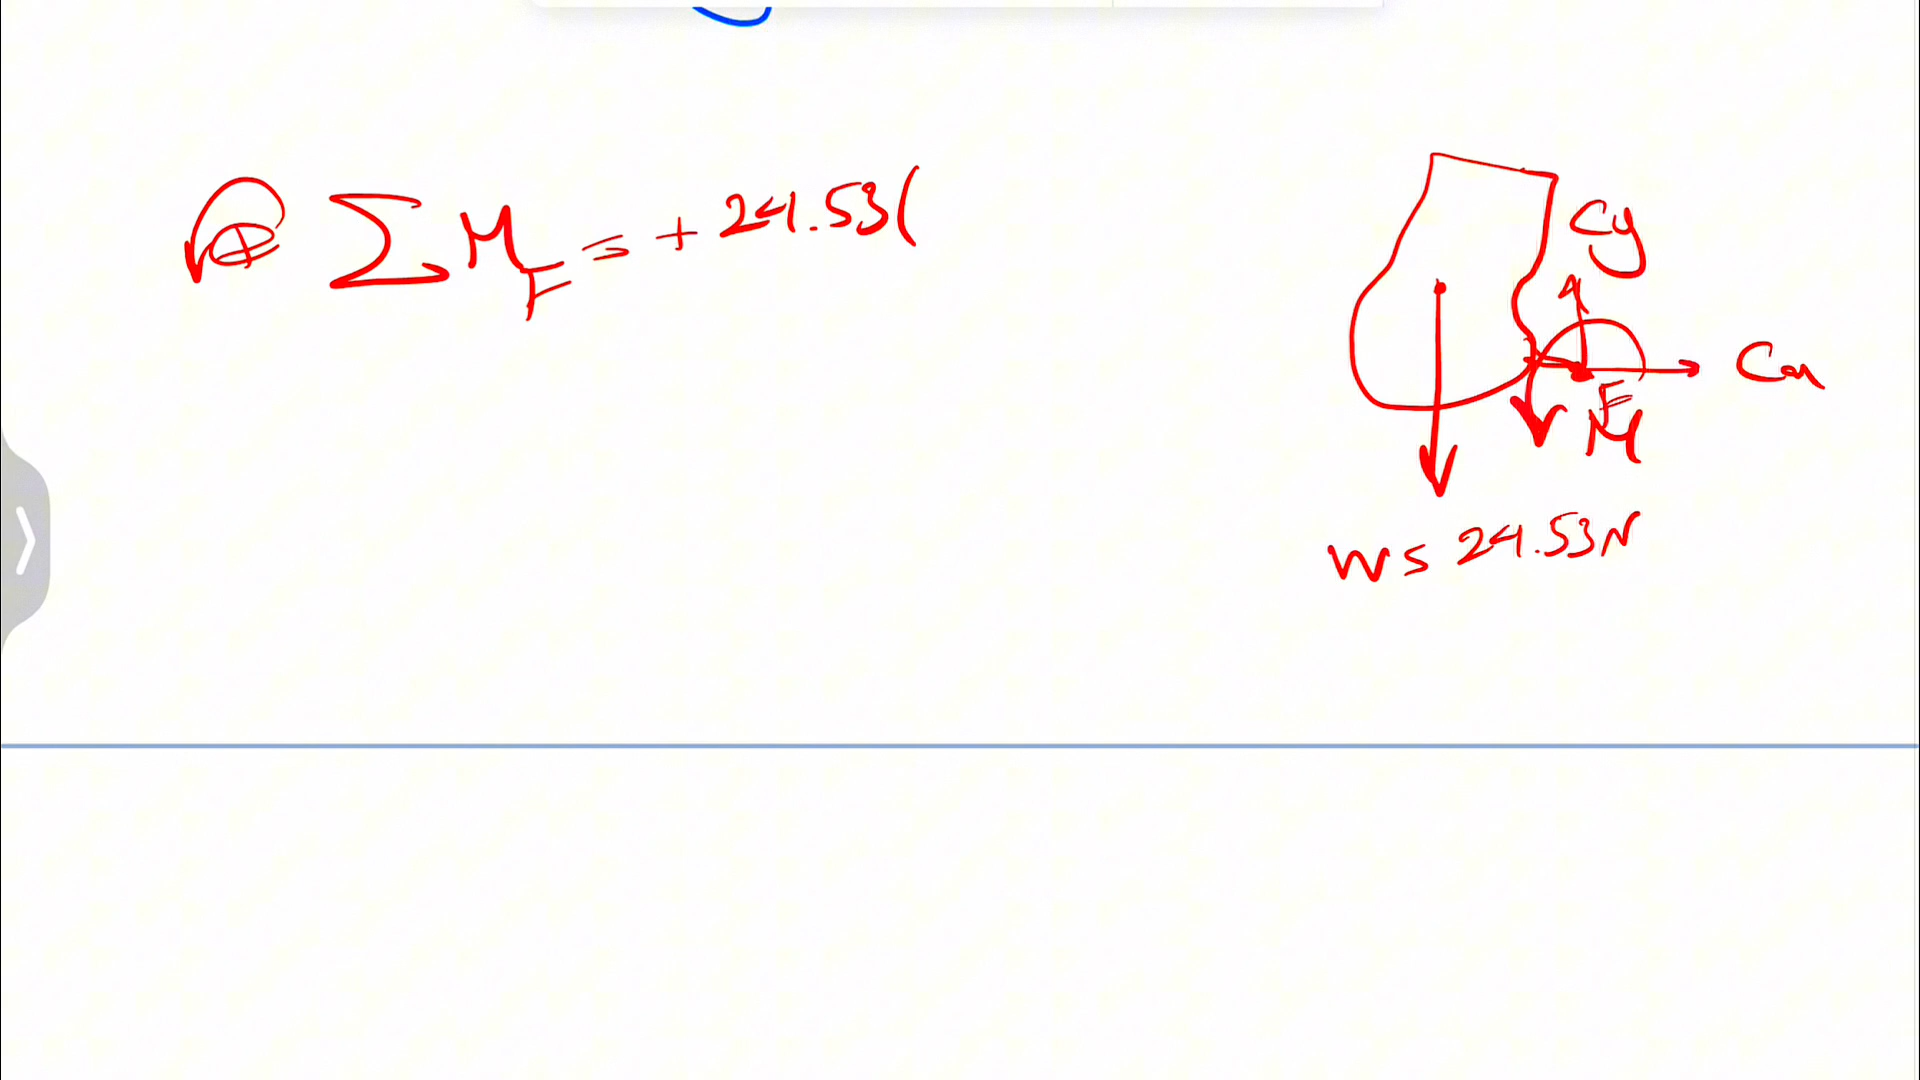 ⊕ ΣM_F = + 24.53(
Cy
Cx
F
M
W = 24.53N